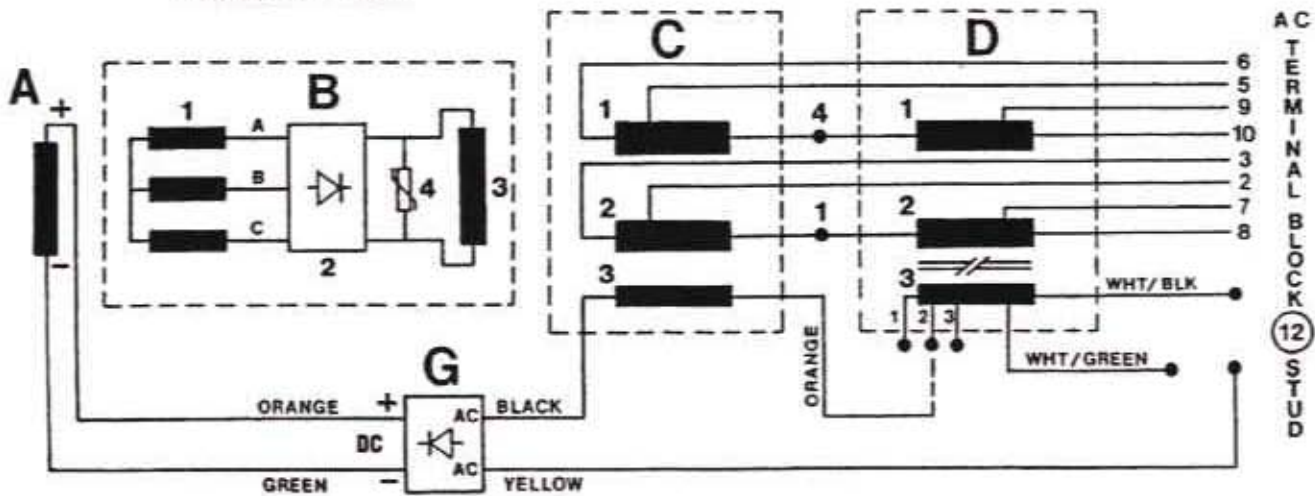 A
+
−
B
1
A
B
C
2
3
4
C
1
2
3
4
1
D
1
2
3
1 2 3
6
5
9
10
3
2
7
8
AC TERMINAL BLOCK
12
STUD
WHT/BLK
WHT/GREEN
ORANGE
G
ORANGE
+
AC
BLACK
DC
AC
GREEN
−
YELLOW